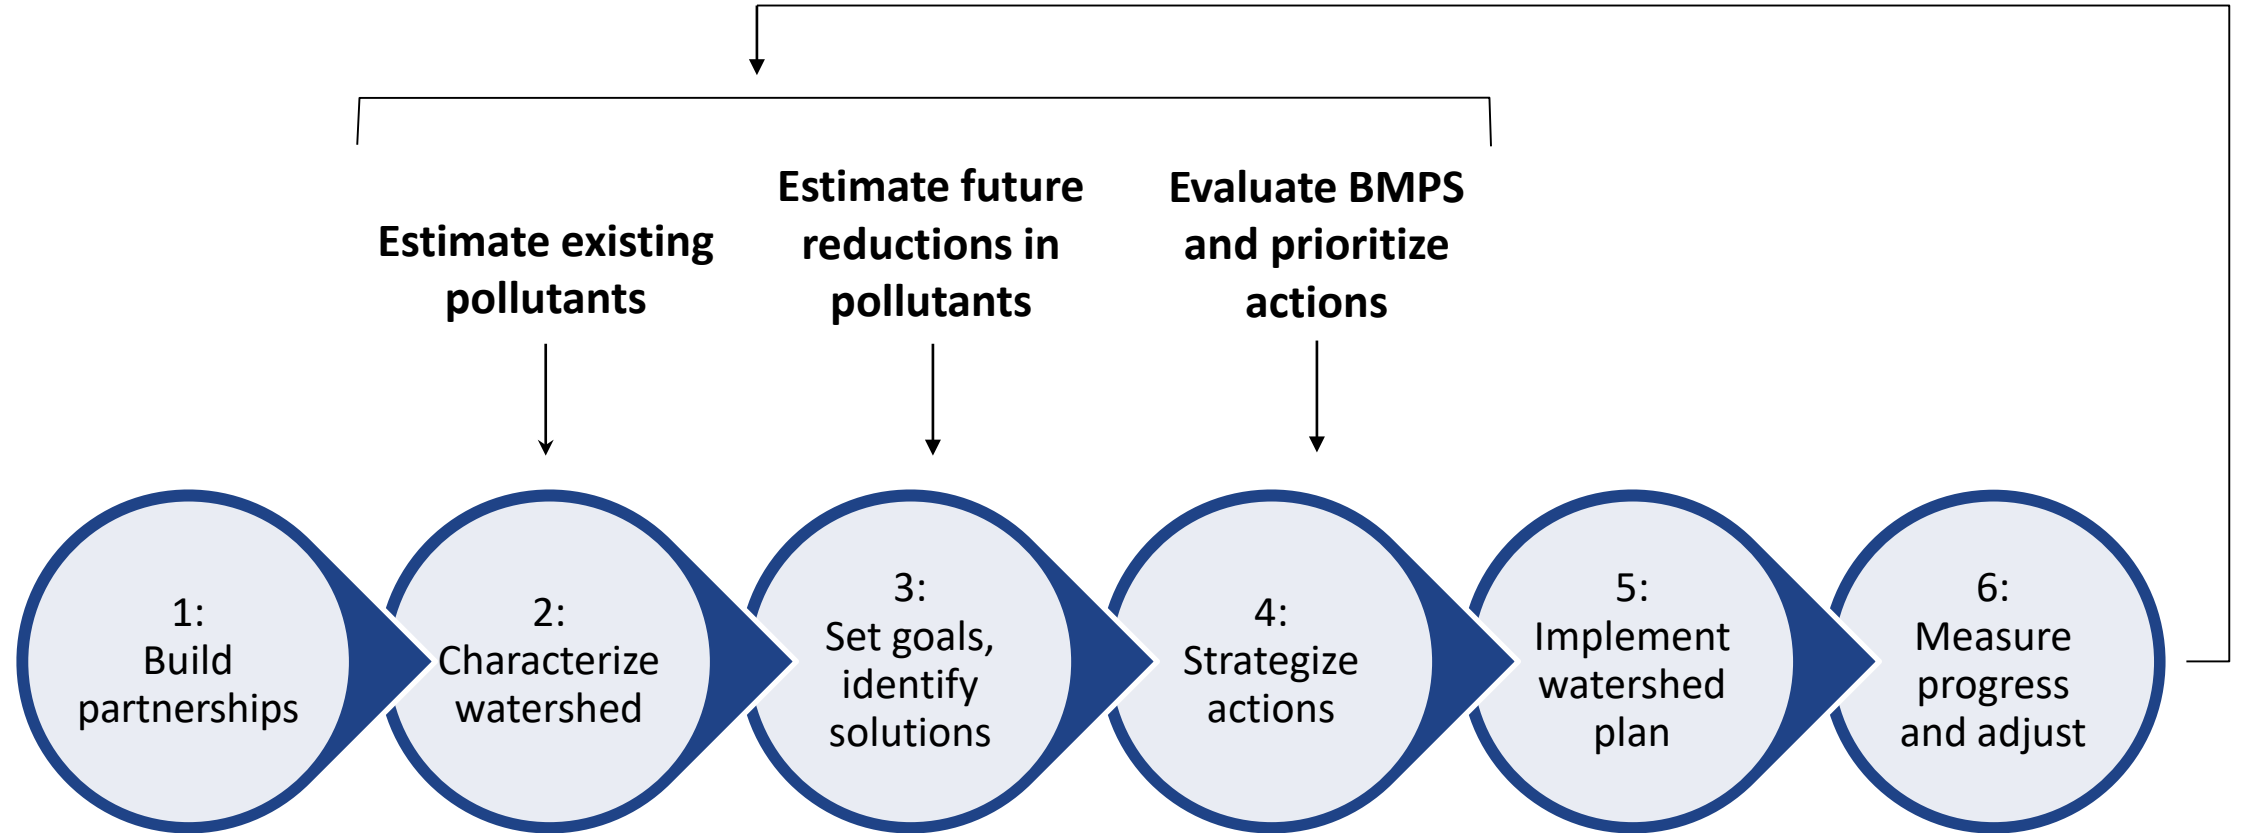 Estimate existing
pollutants
Estimate future
reductions in
pollutants
Evaluate BMPS
and prioritize
actions
1:
Build
partnerships
2:
Characterize
watershed
3:
Set goals,
identify
solutions
4:
Strategize
actions
5:
Implement
watershed
plan
6:
Measure
progress
and adjust